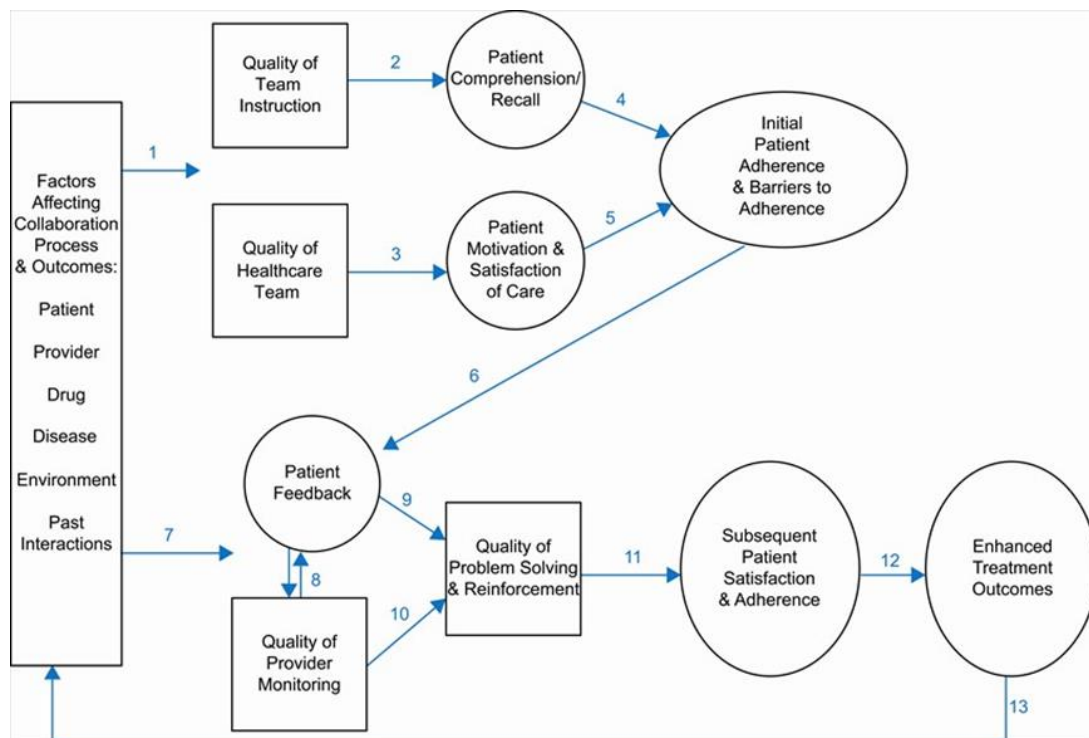 Factors
Affecting
Collaboration
Process
& Outcomes:
Patient
Provider
Drug
Disease
Environment
Past
Interactions
1
Quality of
Team
Instruction
2
Patient
Comprehension/
Recall
4
Initial
Patient
Adherence
& Barriers to
Adherence
Quality of
Healthcare
Team
3
Patient
Motivation &
Satisfaction
of Care
5
6
7
Patient
Feedback
8
9
Quality of
Provider
Monitoring
10
Quality of
Problem Solving
& Reinforcement
11
Subsequent
Patient
Satisfaction
& Adherence
12
Enhanced
Treatment
Outcomes
13